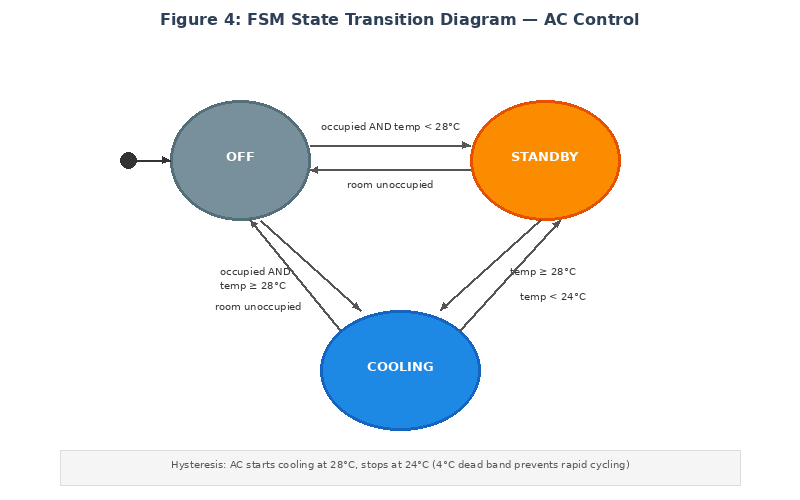 Figure 4: FSM State Transition Diagram — AC Control
occupied AND temp < 28°C
OFF
STANDBY
room unoccupied
occupied AND
temp ≥ 28°C
room unoccupied
temp ≥ 28°C
temp < 24°C
COOLING
Hysteresis: AC starts cooling at 28°C, stops at 24°C (4°C dead band prevents rapid cycling)